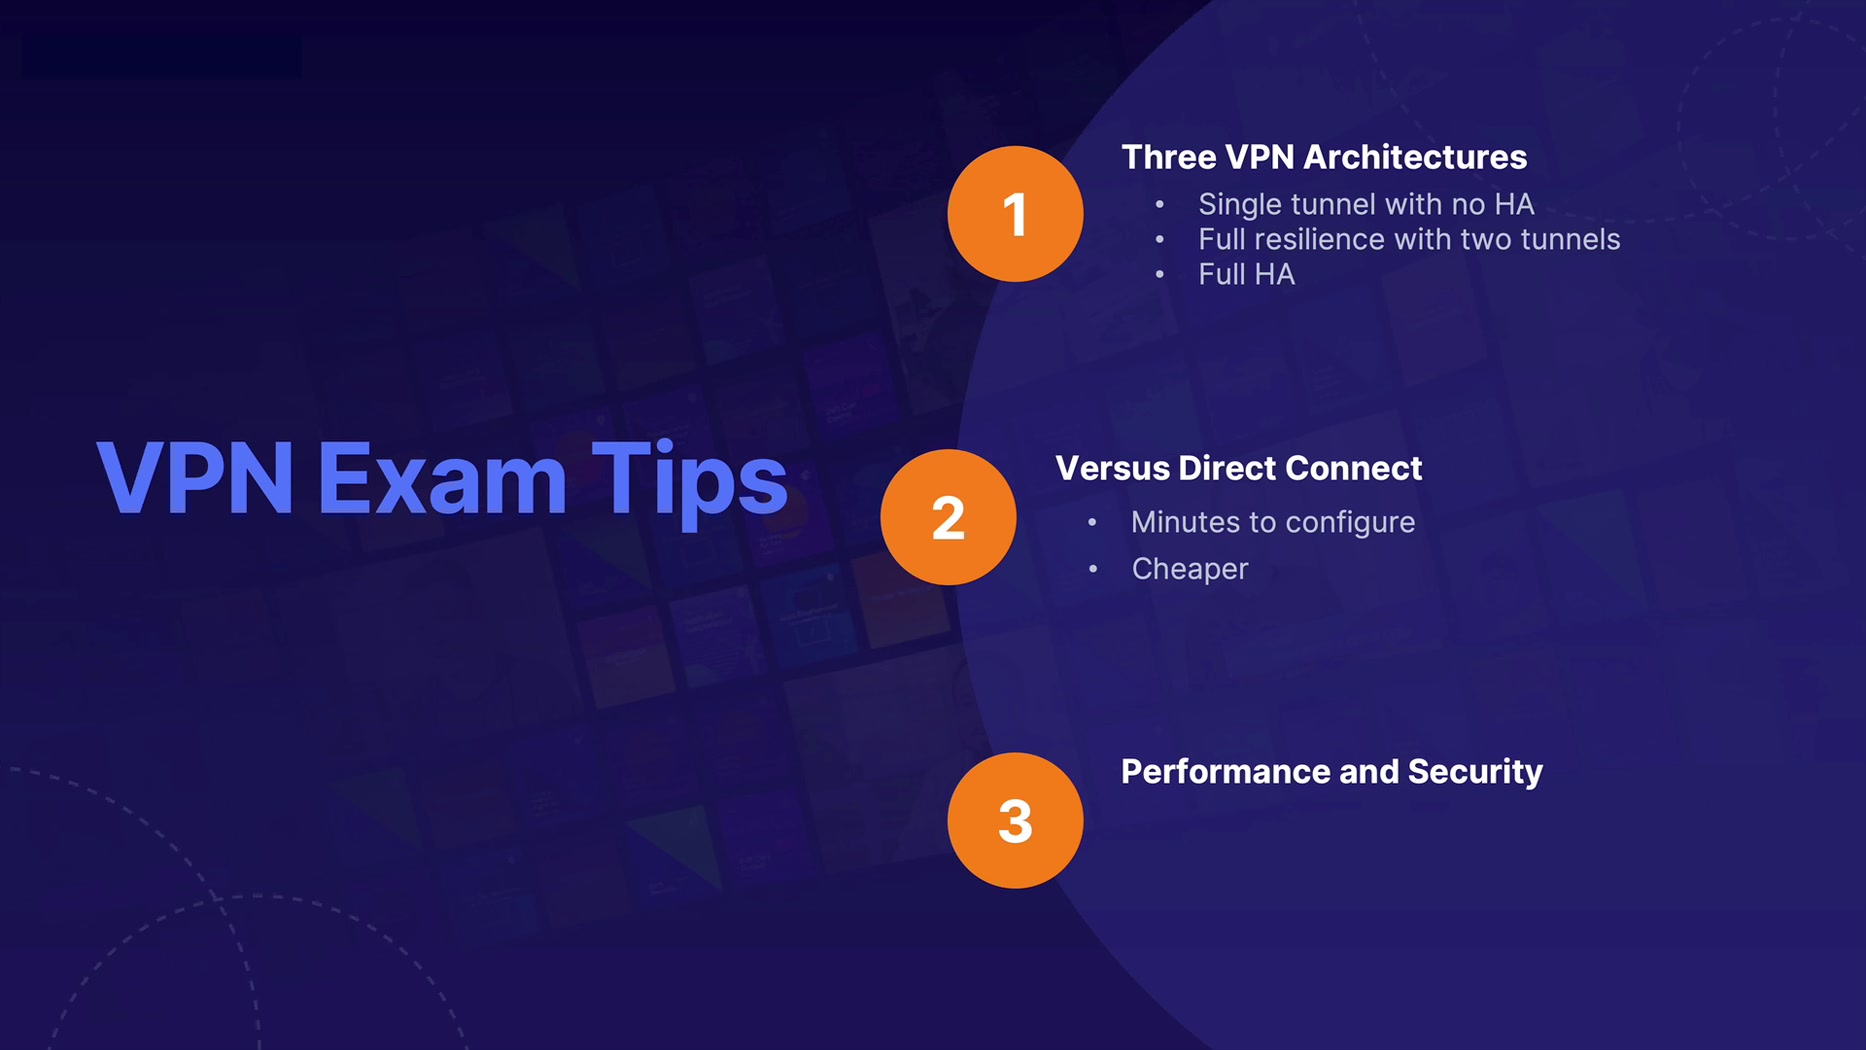 VPN Exam Tips
1
Three VPN Architectures
• Single tunnel with no HA
• Full resilience with two tunnels
• Full HA
2
Versus Direct Connect
• Minutes to configure
• Cheaper
3
Performance and Security